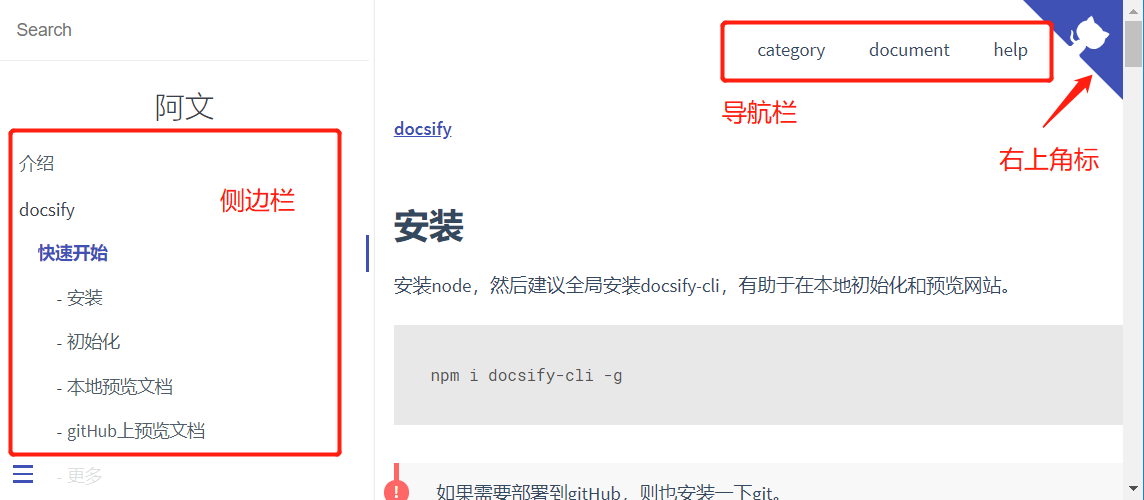 Search
阿文
介绍
docsify
侧边栏
快速开始
- 安装
- 初始化
- 本地预览文档
- gitHub上预览文档
- 更多
category document help
导航栏
右上角标
docsify
安装
安装node，然后建议全局安装docsify-cli，有助于在本地初始化和预览网站。
npm i docsify-cli -g
!
如果需要部署到gitHub，则也安装一下git。